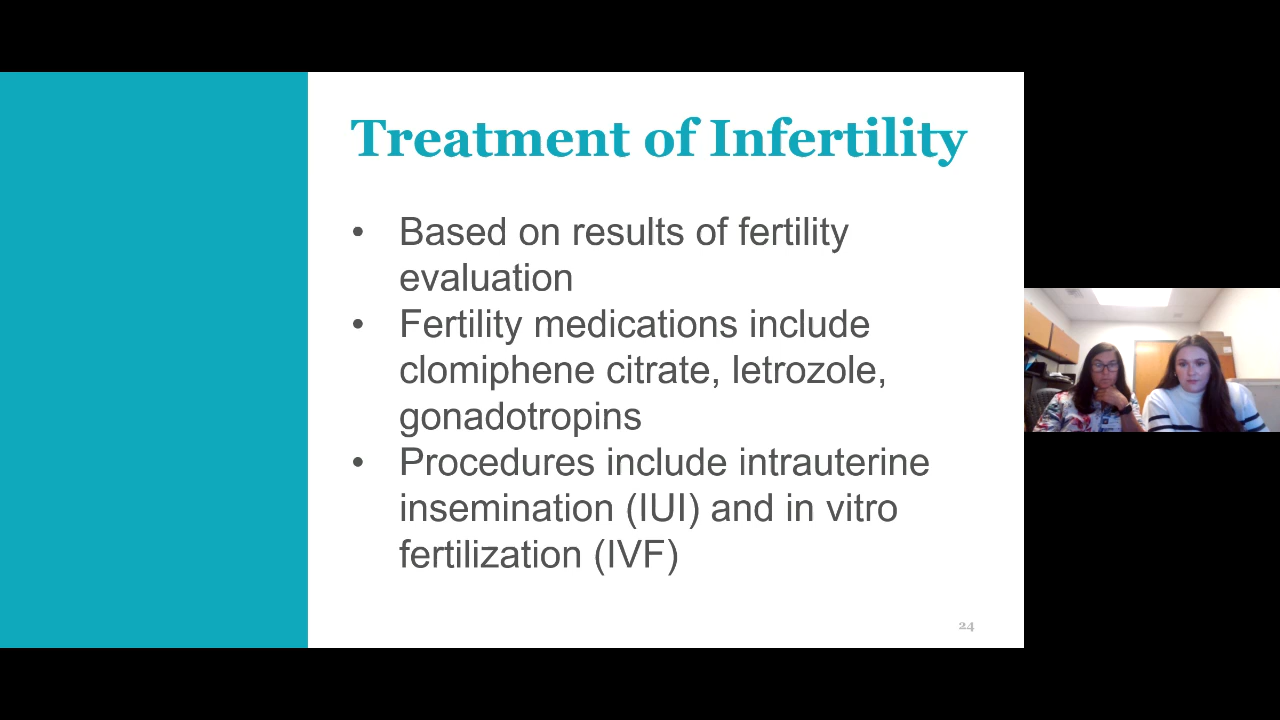 Treatment of Infertility
• Based on results of fertility
evaluation
• Fertility medications include
clomiphene citrate, letrozole,
gonadotropins
• Procedures include intrauterine
insemination (IUI) and in vitro
fertilization (IVF)
24